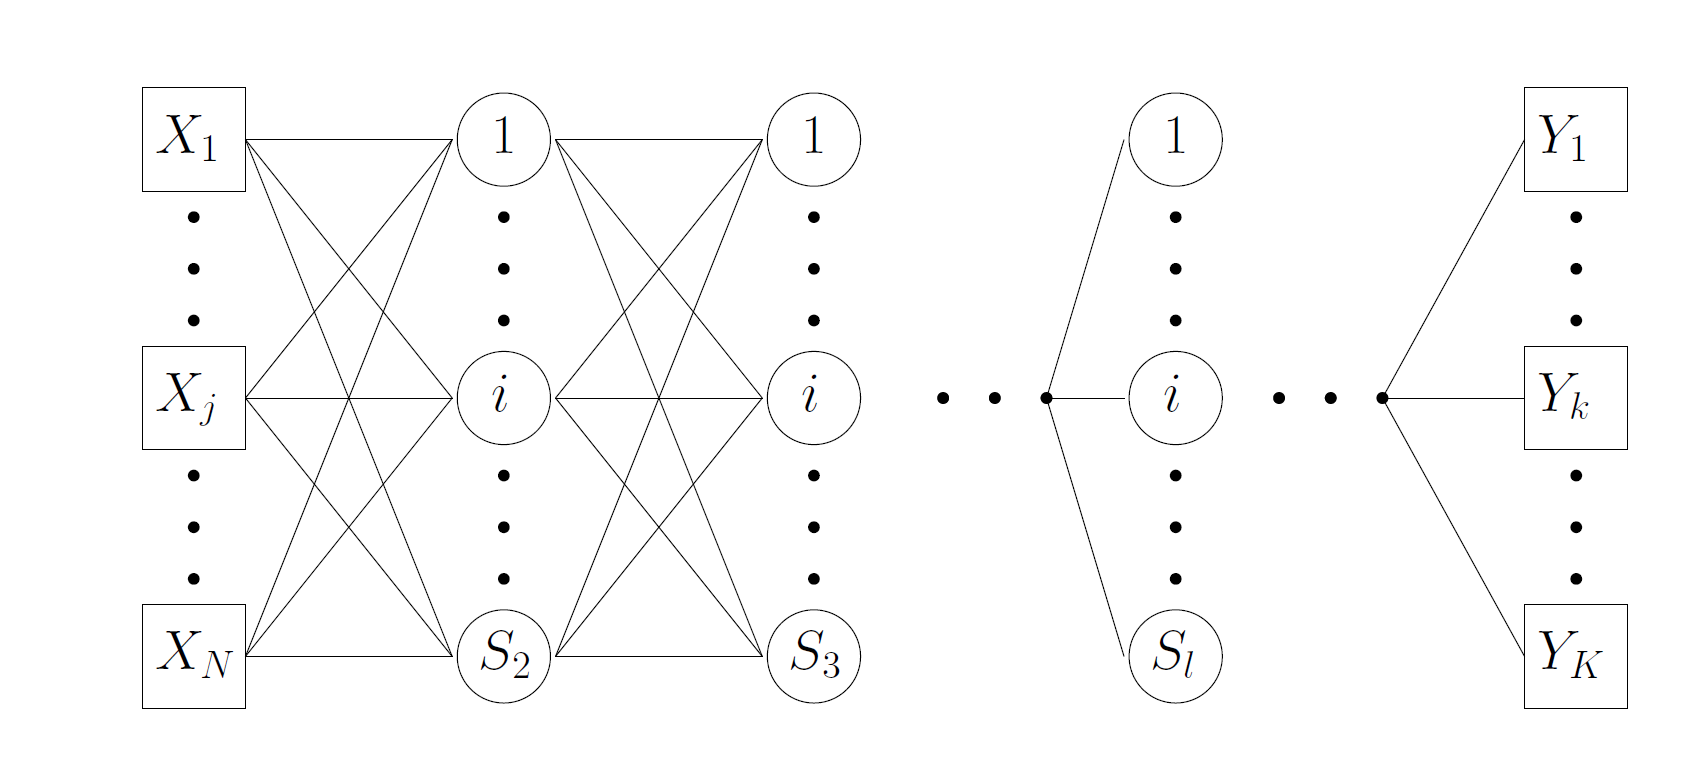 X_1 1 1 1 Y_1
X_j i i i Y_k
X_N S_2 S_3 S_l Y_K